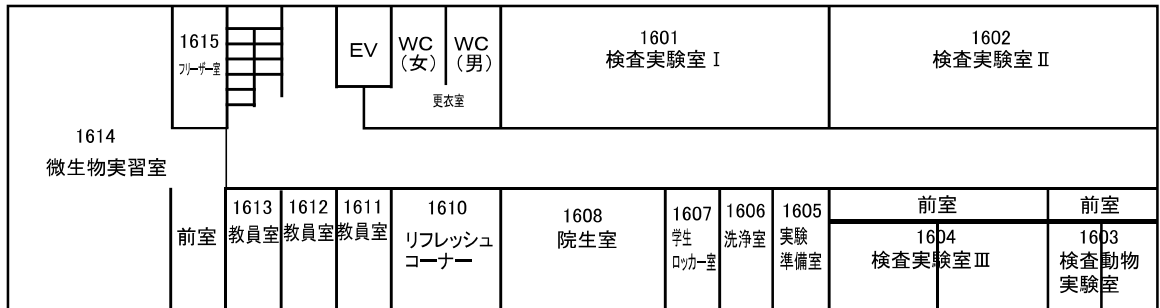 1615
フリーザー室
EV
WC
(女)
WC
(男)
更衣室
1601
検査実験室Ⅰ
1602
検査実験室Ⅱ
1614
微生物実習室
前室
1613
教員室
1612
教員室
1611
教員室
1610
リフレッシュ
コーナー
1608
院生室
1607
学生
ロッカー室
1606
洗浄室
1605
実験
準備室
前室
1604
検査実験室Ⅲ
前室
1603
検査動物
実験室